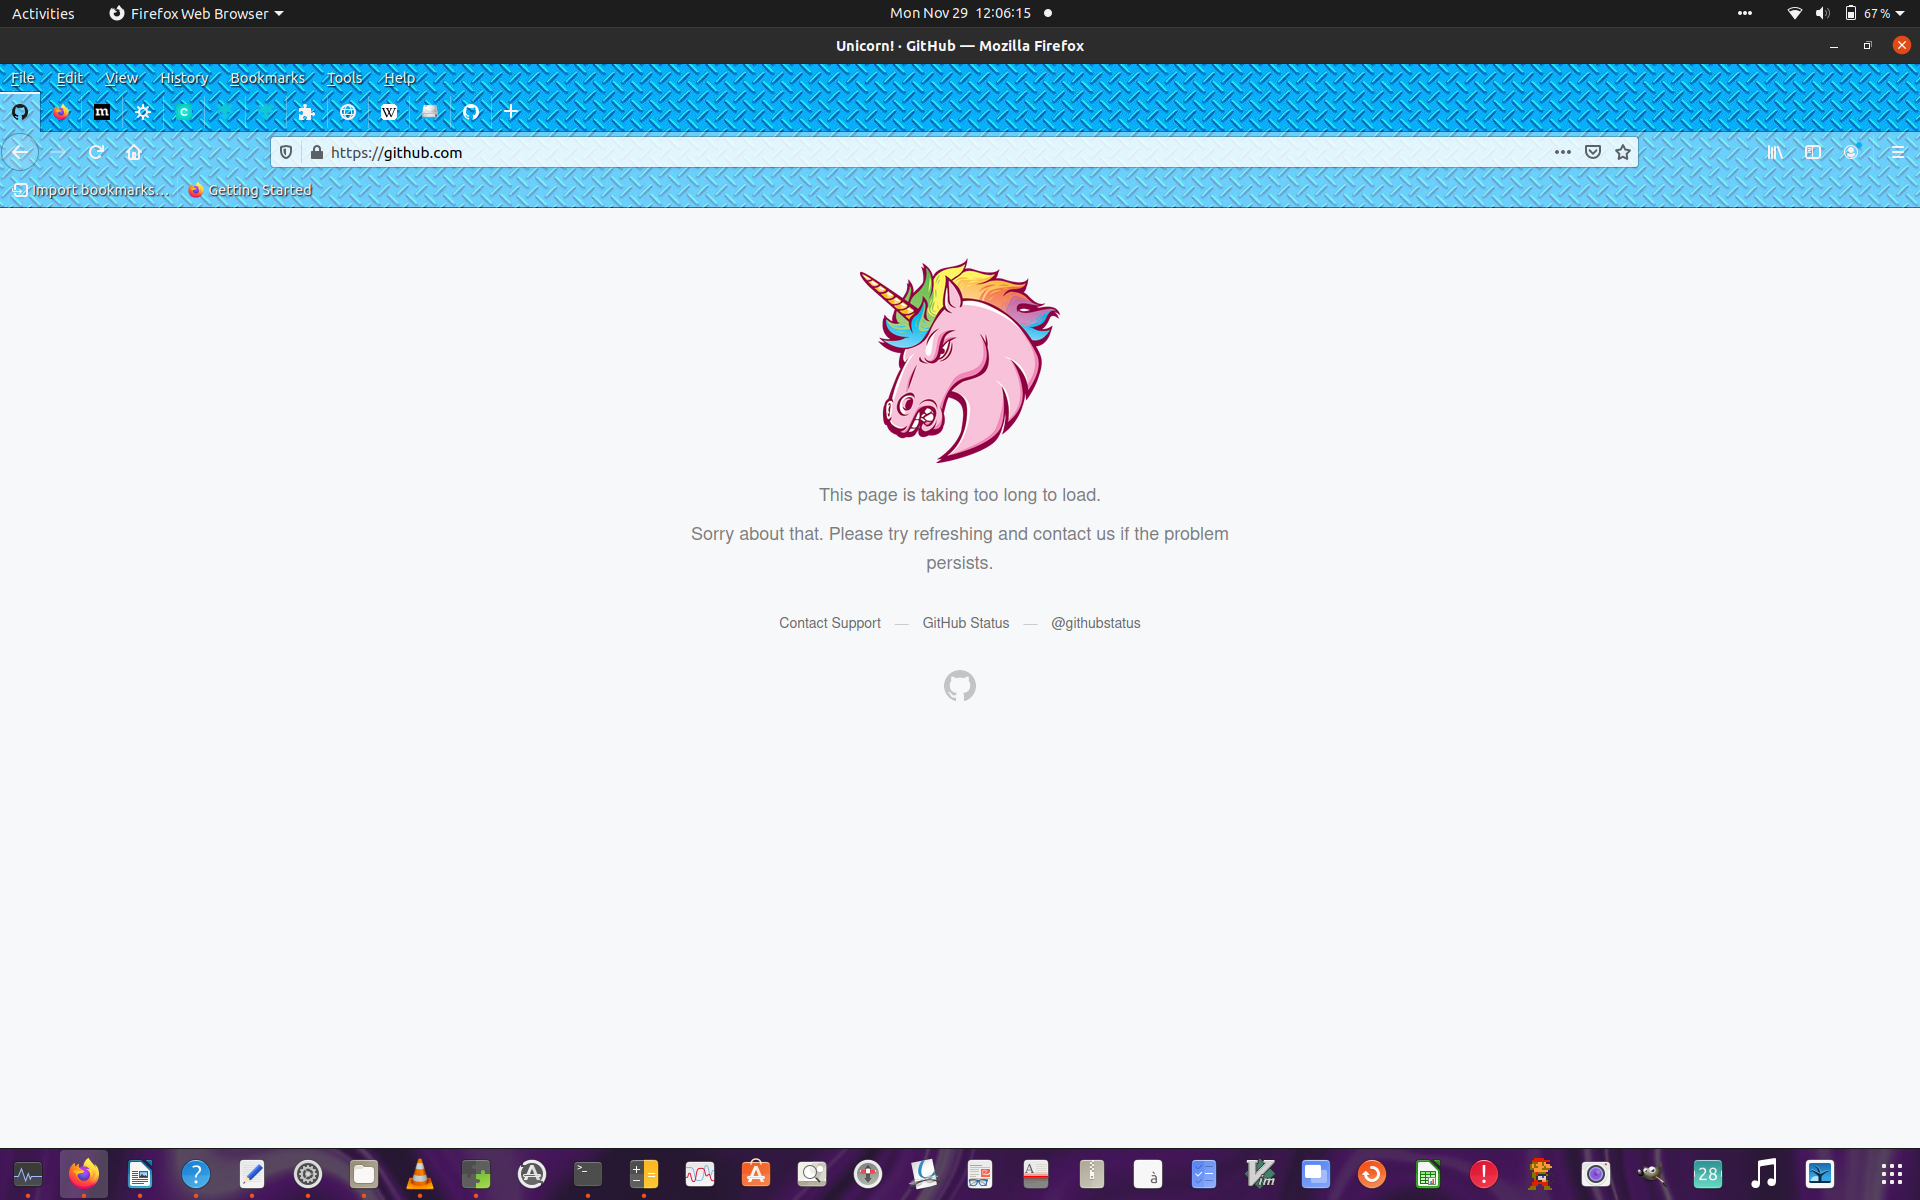 Activities Firefox Web Browser Mon Nov 29 12:06:15 67 %
Unicorn! · GitHub — Mozilla Firefox
File Edit View History Bookmarks Tools Help
m c W
https://github.com
Import bookmarks... Getting Started
This page is taking too long to load.
Sorry about that. Please try refreshing and contact us if the problem
persists.
Contact Support — GitHub Status — @githubstatus
? >_ A à Vim ! 28